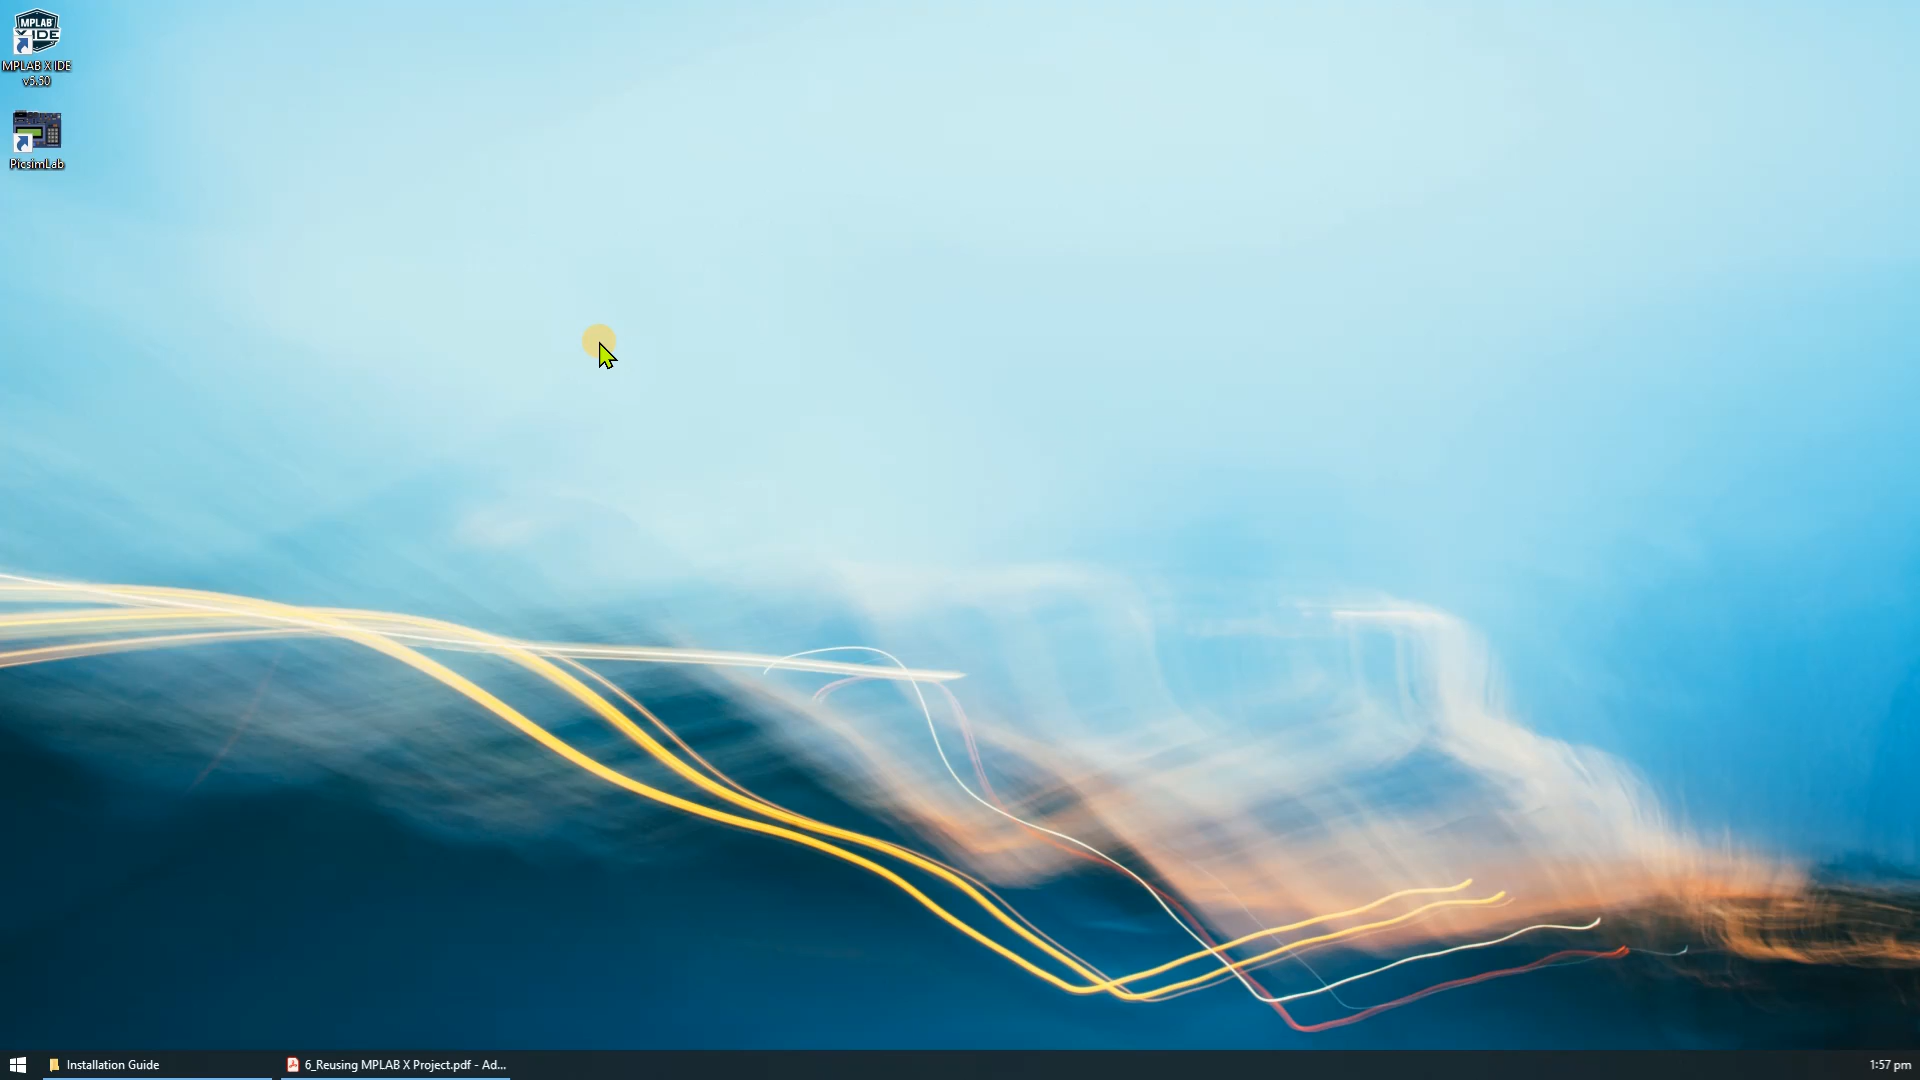 MPLAB
X IDE
MPLAB X IDE
v5.50
PicsimLab
Installation Guide
6_Reusing MPLAB X Project.pdf - Ad...
1:57 pm